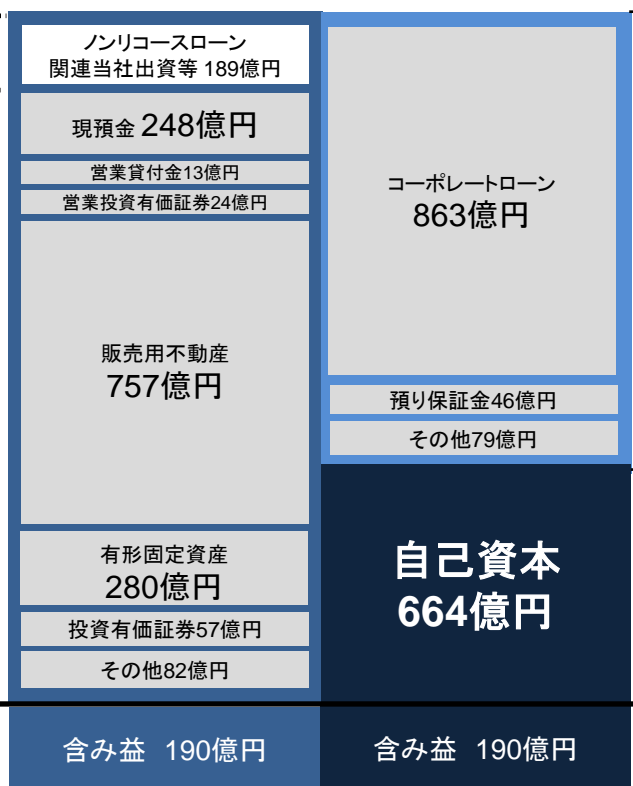 ノンリコースローン
関連当社出資等 189億円
現預金 248億円
営業貸付金13億円
営業投資有価証券24億円
販売用不動産
757億円
有形固定資産
280億円
投資有価証券57億円
その他82億円
含み益 190億円
コーポレートローン
863億円
預り保証金46億円
その他79億円
自己資本
664億円
含み益 190億円